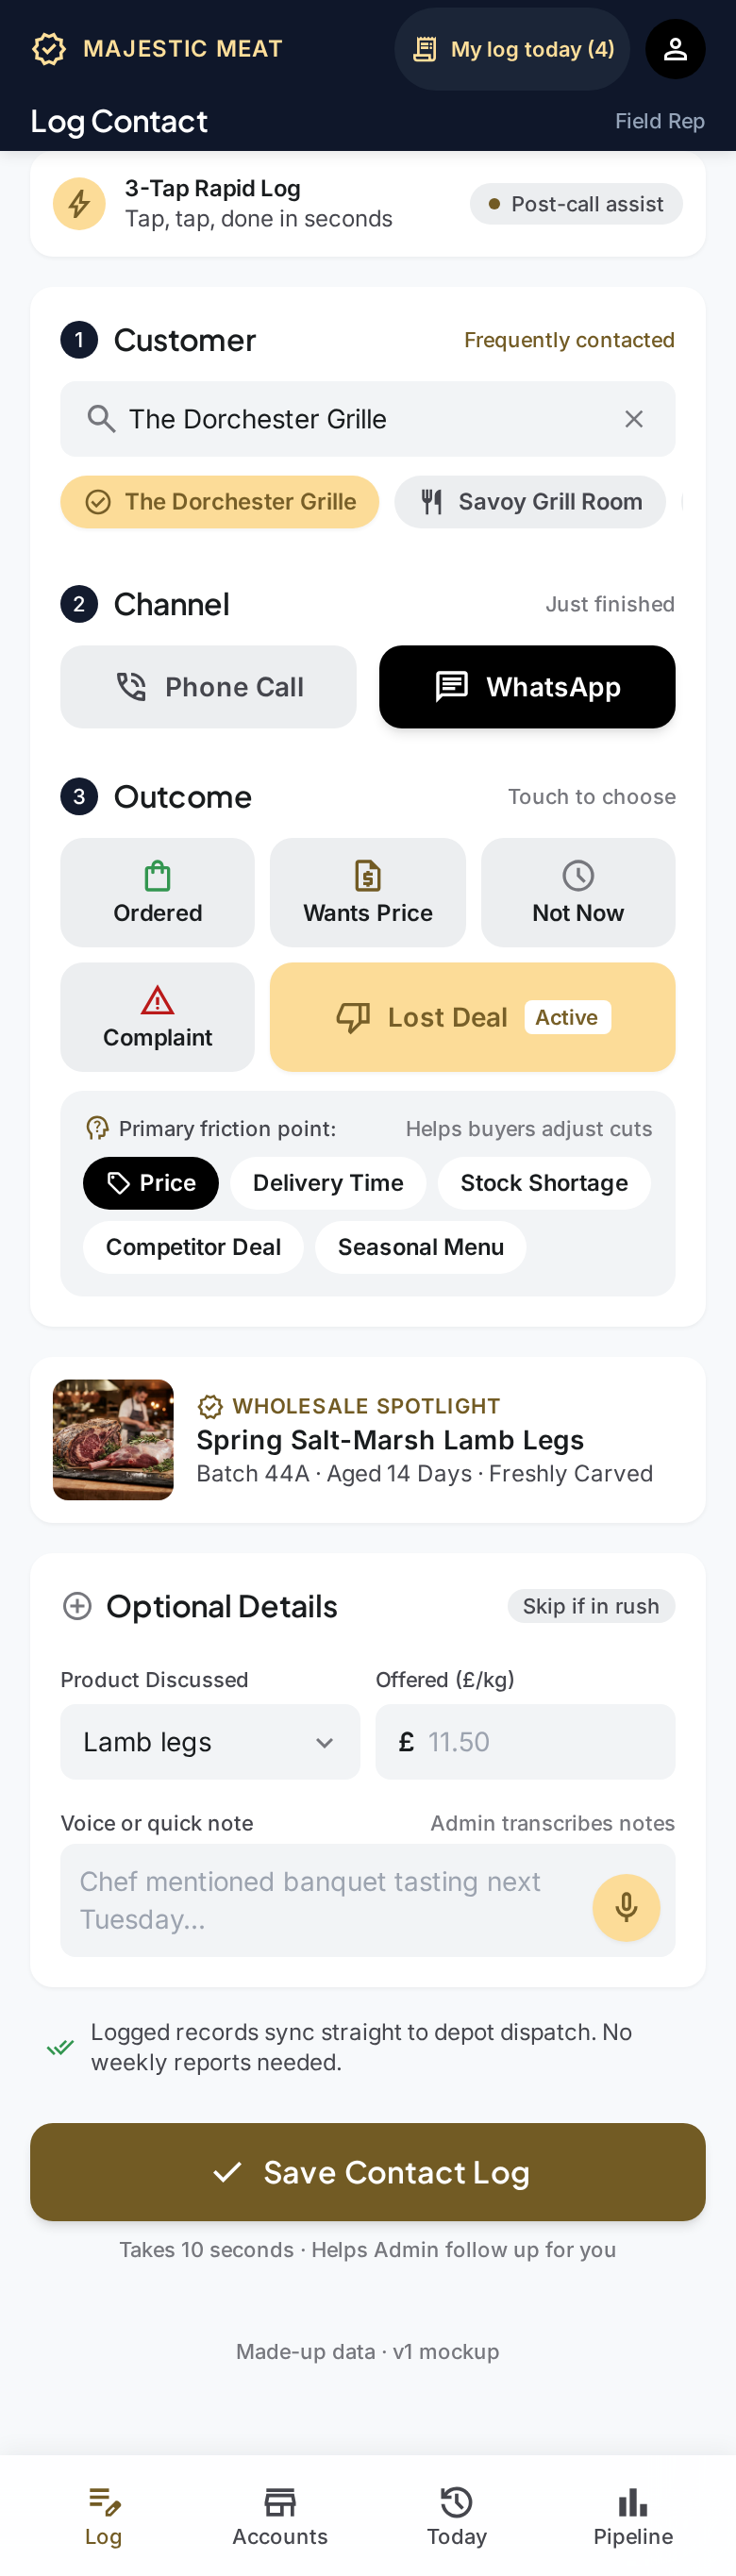 MAJESTIC MEAT
My log today (4)
Log Contact
Field Rep
3-Tap Rapid Log
Tap, tap, done in seconds
Post-call assist
1
Customer
Frequently contacted
The Dorchester Grille
The Dorchester Grille
Savoy Grill Room
2
Channel
Just finished
Phone Call
WhatsApp
3
Outcome
Touch to choose
Ordered
Wants Price
Not Now
Complaint
Lost Deal
Active
Primary friction point:
Helps buyers adjust cuts
Price
Delivery Time
Stock Shortage
Competitor Deal
Seasonal Menu
WHOLESALE SPOTLIGHT
Spring Salt-Marsh Lamb Legs
Batch 44A · Aged 14 Days · Freshly Carved
Optional Details
Skip if in rush
Product Discussed
Offered (£/kg)
Lamb legs
£ 11.50
Voice or quick note
Admin transcribes notes
Chef mentioned banquet tasting next
Tuesday...
Logged records sync straight to depot dispatch. No
weekly reports needed.
Save Contact Log
Takes 10 seconds · Helps Admin follow up for you
Made-up data · v1 mockup
Log
Accounts
Today
Pipeline